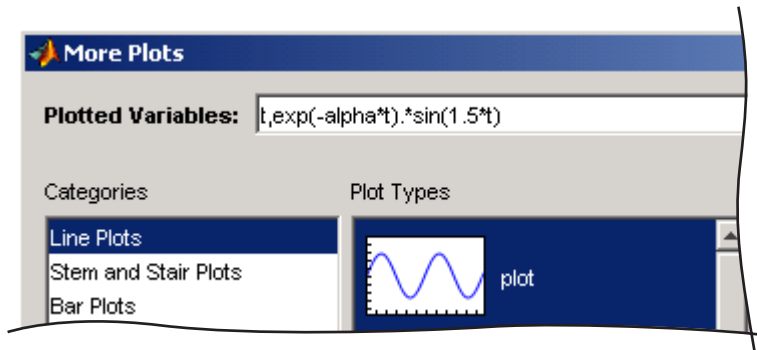 More Plots
Plotted Variables: t,exp(-alpha*t).*sin(1.5*t)
Categories
Plot Types
Line Plots
Stem and Stair Plots
Bar Plots
plot